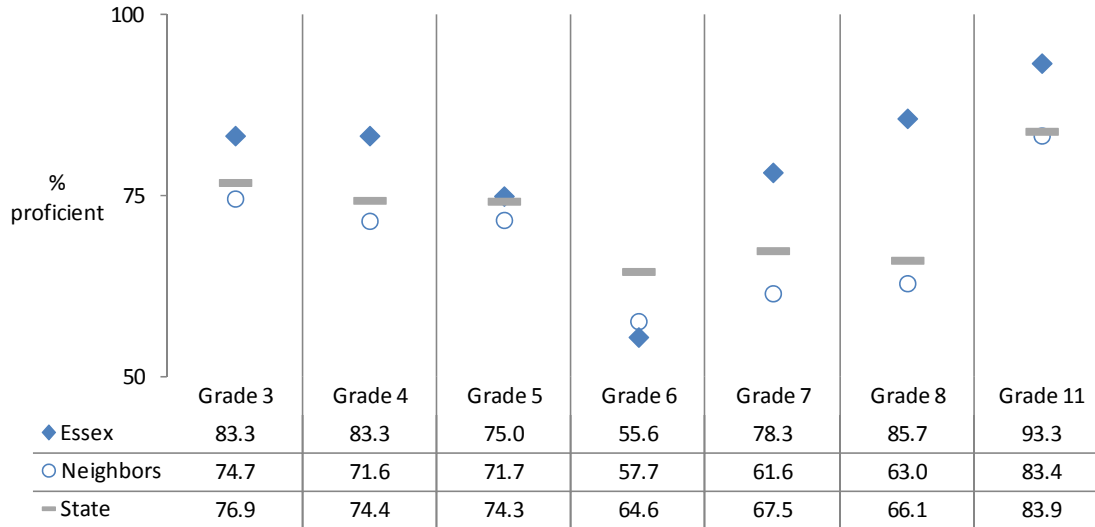 100
%
proficient
75
50
Grade 3 Grade 4 Grade 5 Grade 6 Grade 7 Grade 8 Grade 11
Essex 83.3 83.3 75.0 55.6 78.3 85.7 93.3
Neighbors 74.7 71.6 71.7 57.7 61.6 63.0 83.4
State 76.9 74.4 74.3 64.6 67.5 66.1 83.9